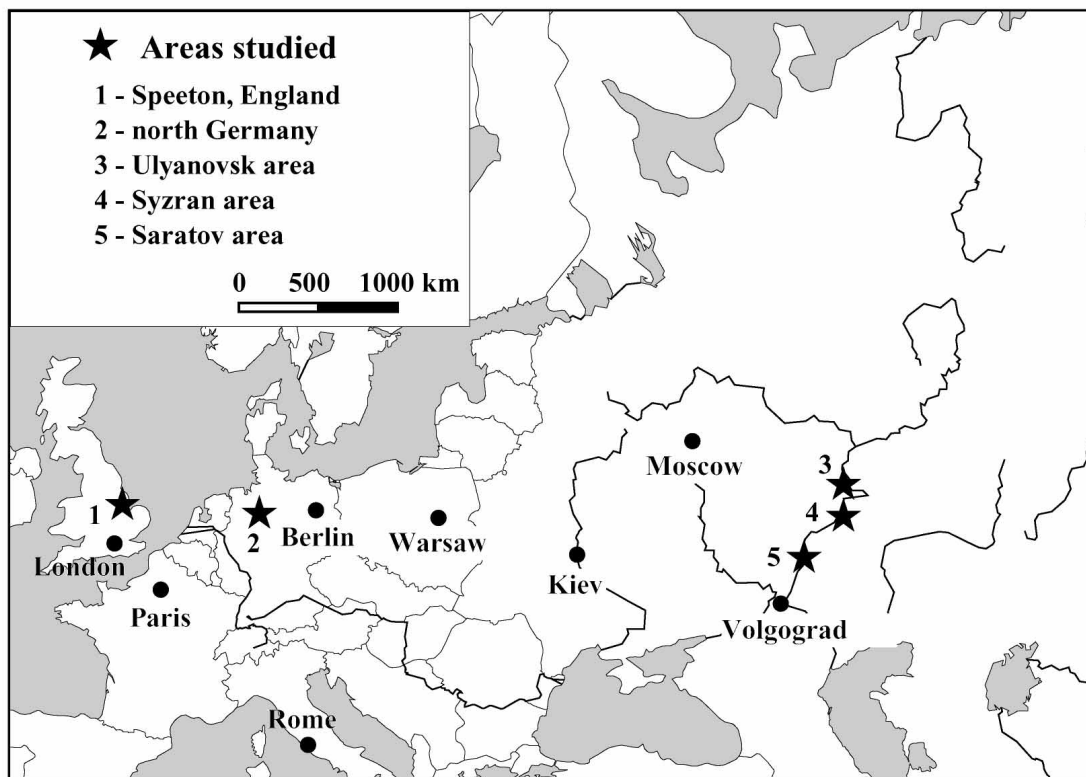 Areas studied
1 - Speeton, England
2 - north Germany
3 - Ulyanovsk area
4 - Syzran area
5 - Saratov area
0 500 1000 km
Moscow
3
4
1
2
Berlin
Warsaw
5
London
Kiev
Paris
Volgograd
Rome